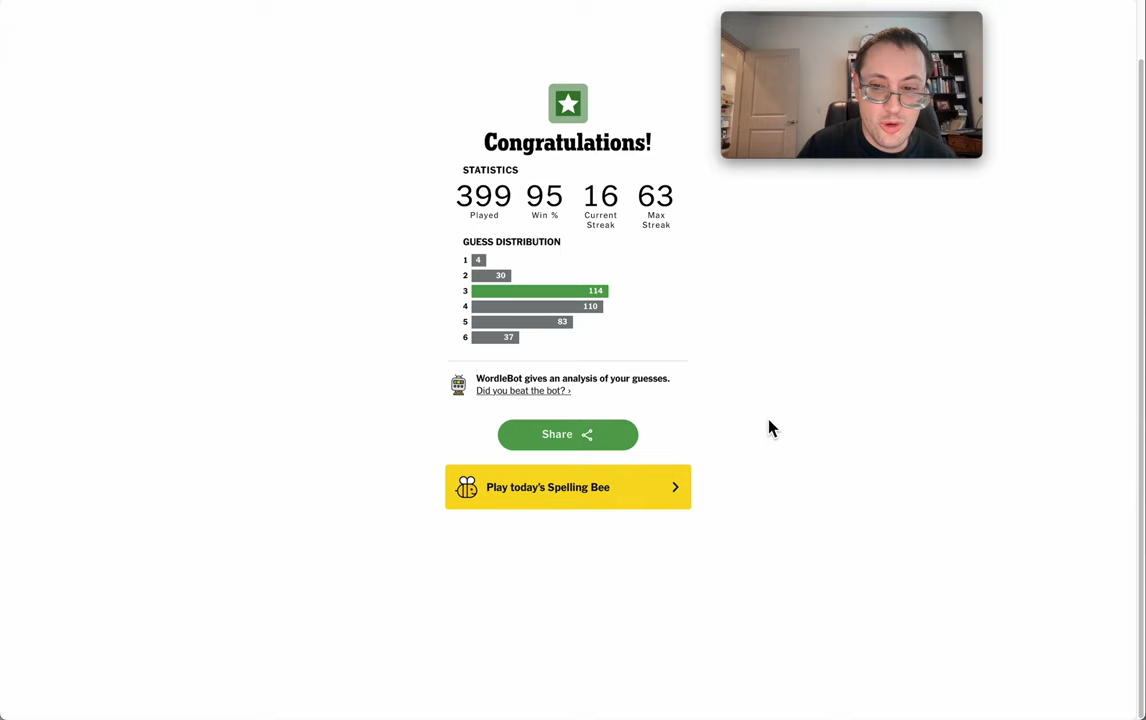 Congratulations!
STATISTICS
399 95 16 63
Played Win % Current Streak Max Streak
GUESS DISTRIBUTION
1 4
2 30
3 114
4 110
5 83
6 37
WordleBot gives an analysis of your guesses.
Did you beat the bot? ›
Share
Play today's Spelling Bee